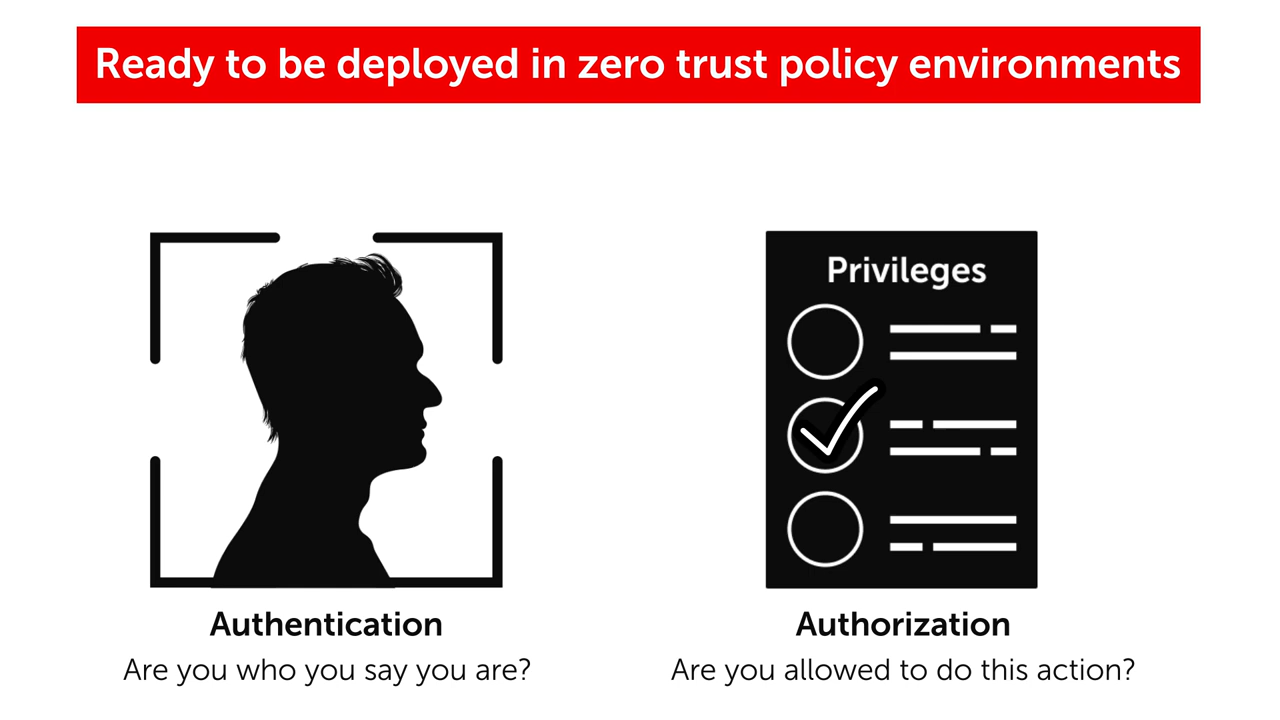 Ready to be deployed in zero trust policy environments
Privileges
Authentication
Are you who you say you are?
Authorization
Are you allowed to do this action?